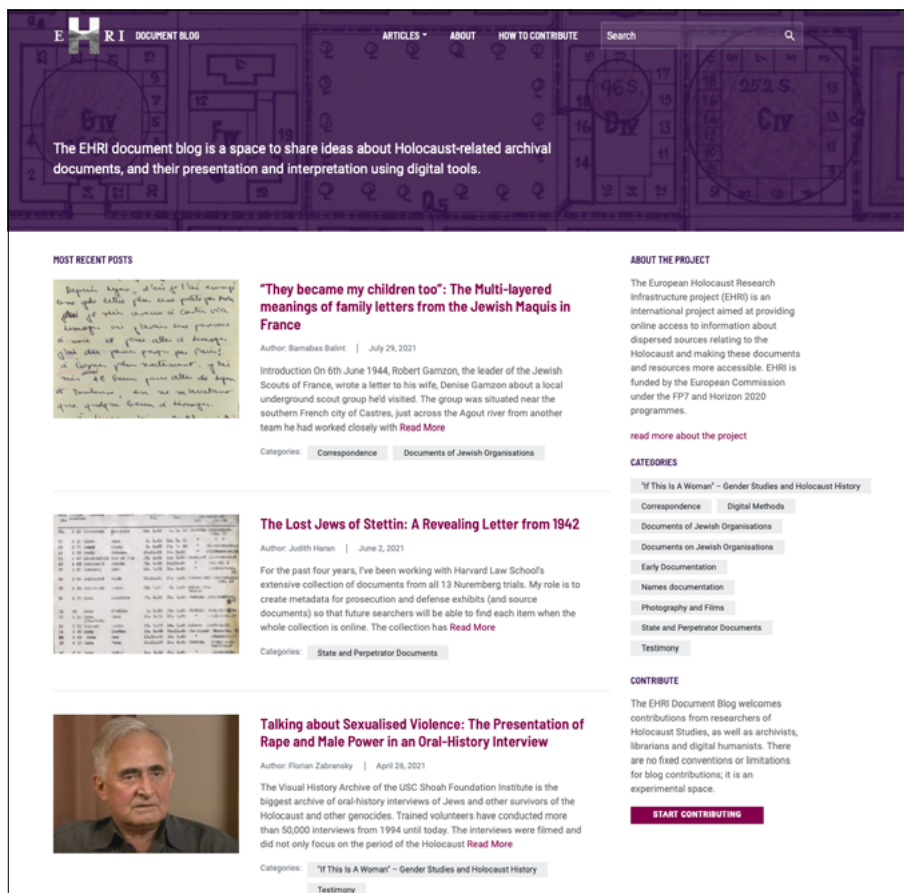 EHRI DOCUMENT BLOG
ARTICLES
ABOUT
HOW TO CONTRIBUTE
Search
The EHRI document blog is a space to share ideas about Holocaust-related archival
documents, and their presentation and interpretation using digital tools.
96 S.
252 S.
G IV
D IV
C IV
MOST RECENT POSTS
"They became my children too": The Multi-layered
meanings of family letters from the Jewish Maquis in
France
Author: Barnabas Balint | July 29, 2021
Introduction On 6th June 1944, Robert Gamzon, the leader of the Jewish
Scouts of France, wrote a letter to his wife, Denise Gamzon about a local
underground scout group he'd visited. The group was situated near the
southern French city of Castres, just across the Agout river from another
team he had worked closely with Read More
Categories: Correspondence Documents of Jewish Organisations
The Lost Jews of Stettin: A Revealing Letter from 1942
Author: Judith Haran | June 2, 2021
For the past four years, I've been working with Harvard Law School's
extensive collection of documents from all 13 Nuremberg trials. My role is to
create metadata for prosecution and defense exhibits (and source
documents) so that future searchers will be able to find each item when the
whole collection is online. The collection has Read More
Categories: State and Perpetrator Documents
Talking about Sexualised Violence: The Presentation of
Rape and Male Power in an Oral-History Interview
Author: Florian Zabransky | April 26, 2021
The Visual History Archive of the USC Shoah Foundation Institute is the
biggest archive of oral-history interviews of Jews and other survivors of the
Holocaust and other genocides. Trained volunteers have conducted more
than 50,000 interviews from 1994 until today. The interviews were filmed and
did not only focus on the period of the Holocaust Read More
Categories: "If This Is A Woman" – Gender Studies and Holocaust History
Testimony
ABOUT THE PROJECT
The European Holocaust Research
Infrastructure project (EHRI) is an
international project aimed at providing
online access to information about
dispersed sources relating to the
Holocaust and making these documents
and resources more accessible. EHRI is
funded by the European Commission
under the FP7 and Horizon 2020
programmes.
read more about the project
CATEGORIES
"If This Is A Woman" – Gender Studies and Holocaust History
Correspondence Digital Methods
Documents of Jewish Organisations
Documents on Jewish Organisations
Early Documentation
Names documentation
Photography and Films
State and Perpetrator Documents
Testimony
CONTRIBUTE
The EHRI Document Blog welcomes
contributions from researchers of
Holocaust Studies, as well as archivists,
librarians and digital humanists. There
are no fixed conventions or limitations
for blog contributions; it is an
experimental space.
START CONTRIBUTING